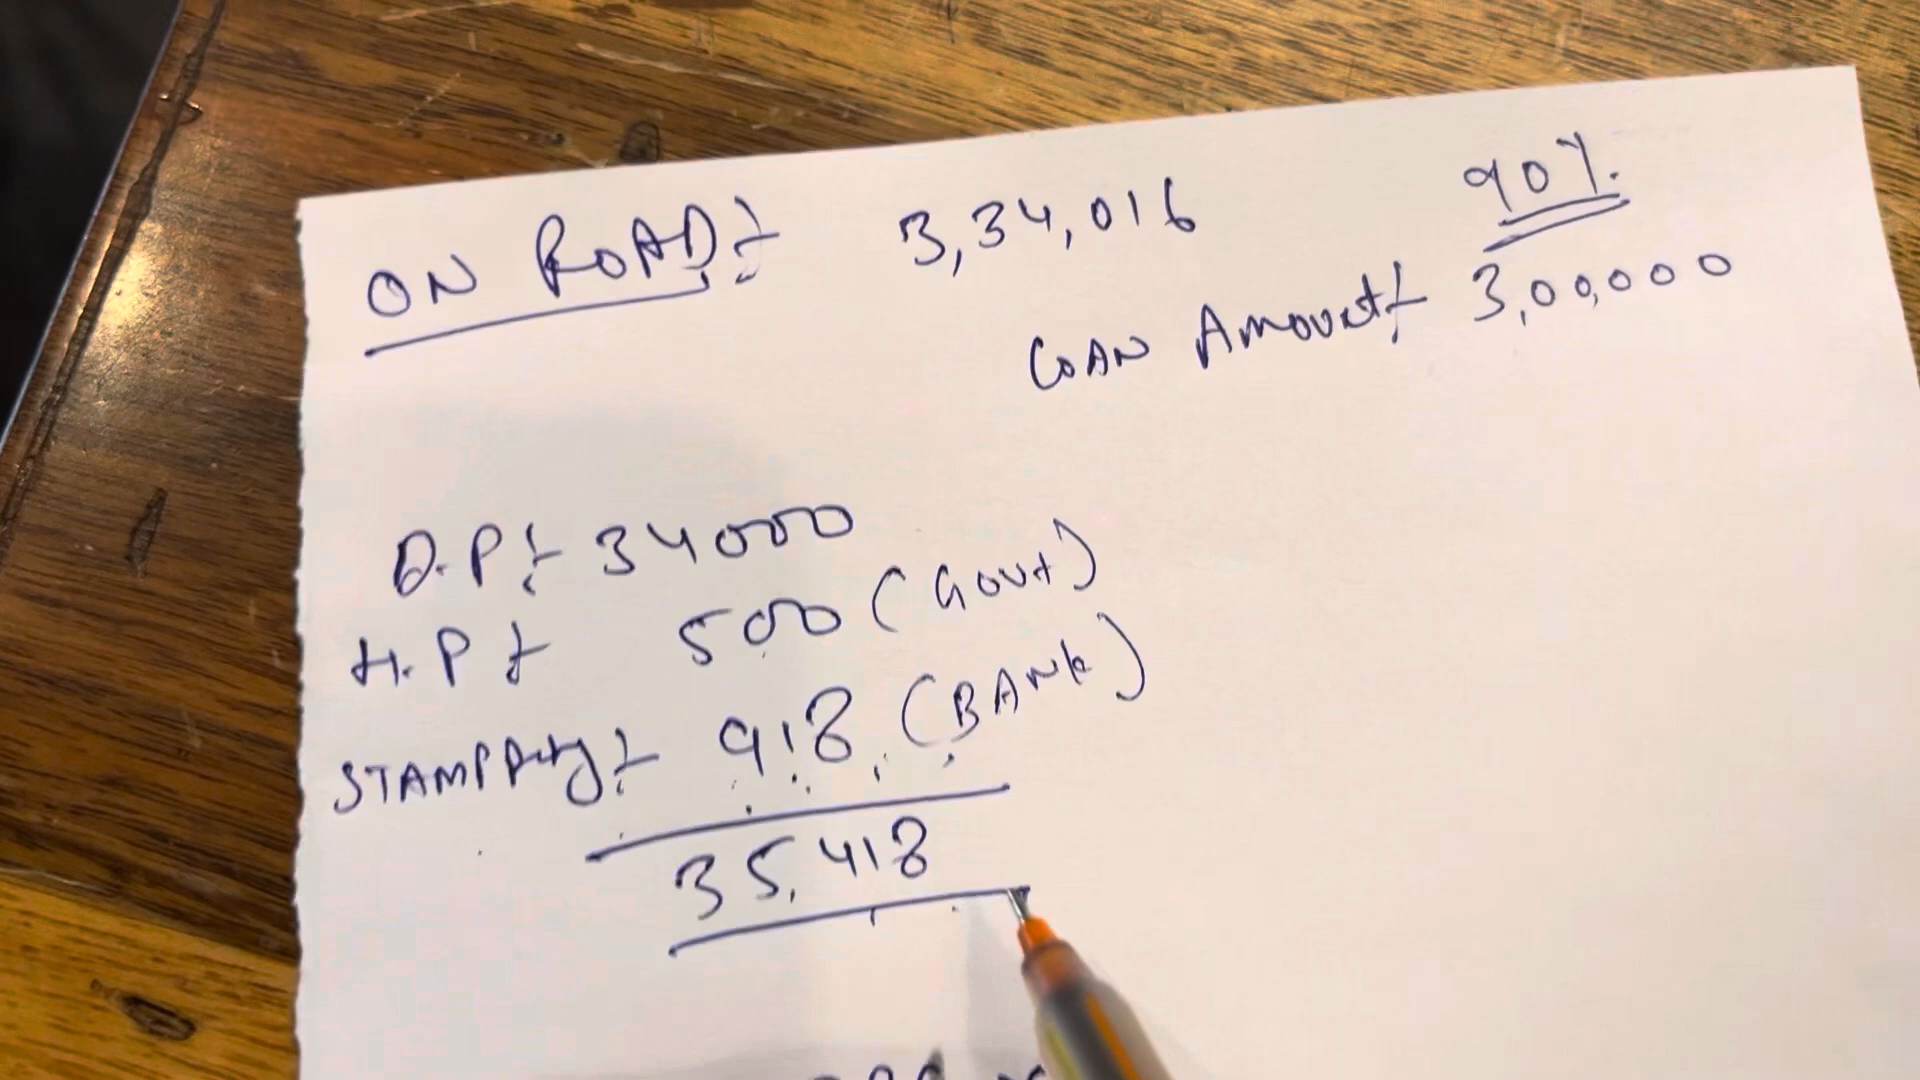 ON ROAD:- 3,34,016
90%.
LOAN Amount:- 3,00,000
D.P:- 34000
H.P:- 500 (Govt)
STAMP :- 918 (BANK)
35,418